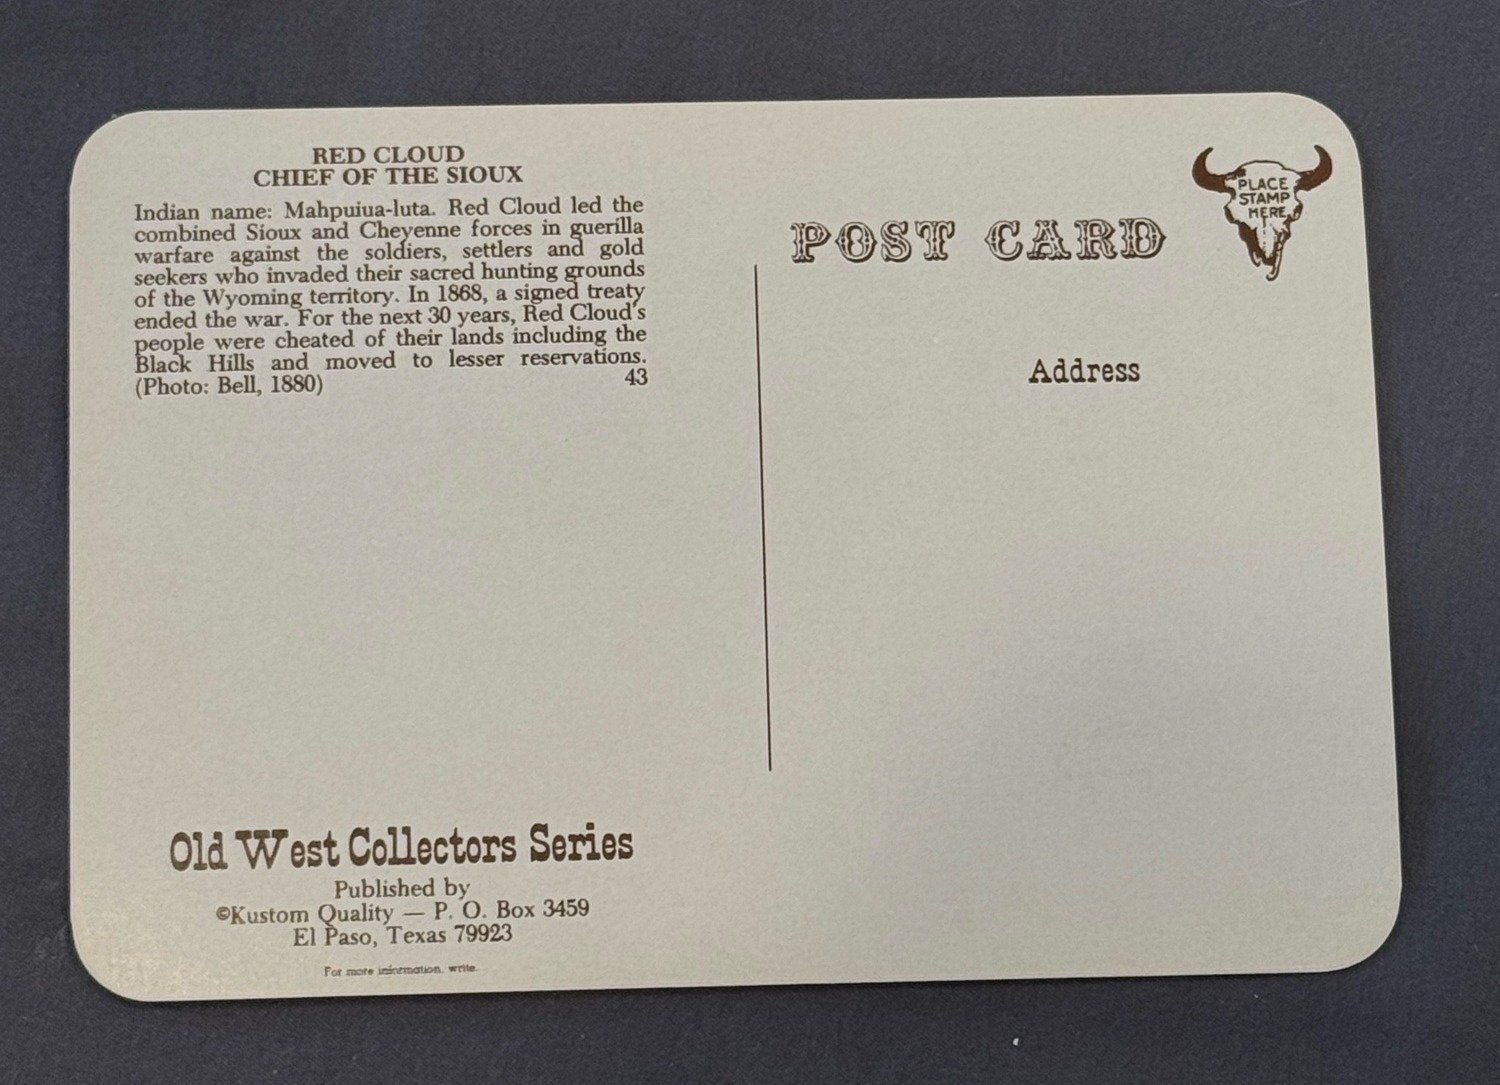 RED CLOUD
CHIEF OF THE SIOUX
Indian name: Mahpuiua-luta. Red Cloud led the
combined Sioux and Cheyenne forces in guerilla
warfare against the soldiers, settlers and gold
seekers who invaded their sacred hunting grounds
of the Wyoming territory. In 1868, a signed treaty
ended the war. For the next 30 years, Red Cloud's
people were cheated of their lands including the
Black Hills and moved to lesser reservations.
(Photo: Bell, 1880) 43
Old West Collectors Series
Published by
©Kustom Quality — P. O. Box 3459
El Paso, Texas 79923
For more information, write.
POST CARD
PLACE
STAMP
HERE
Address